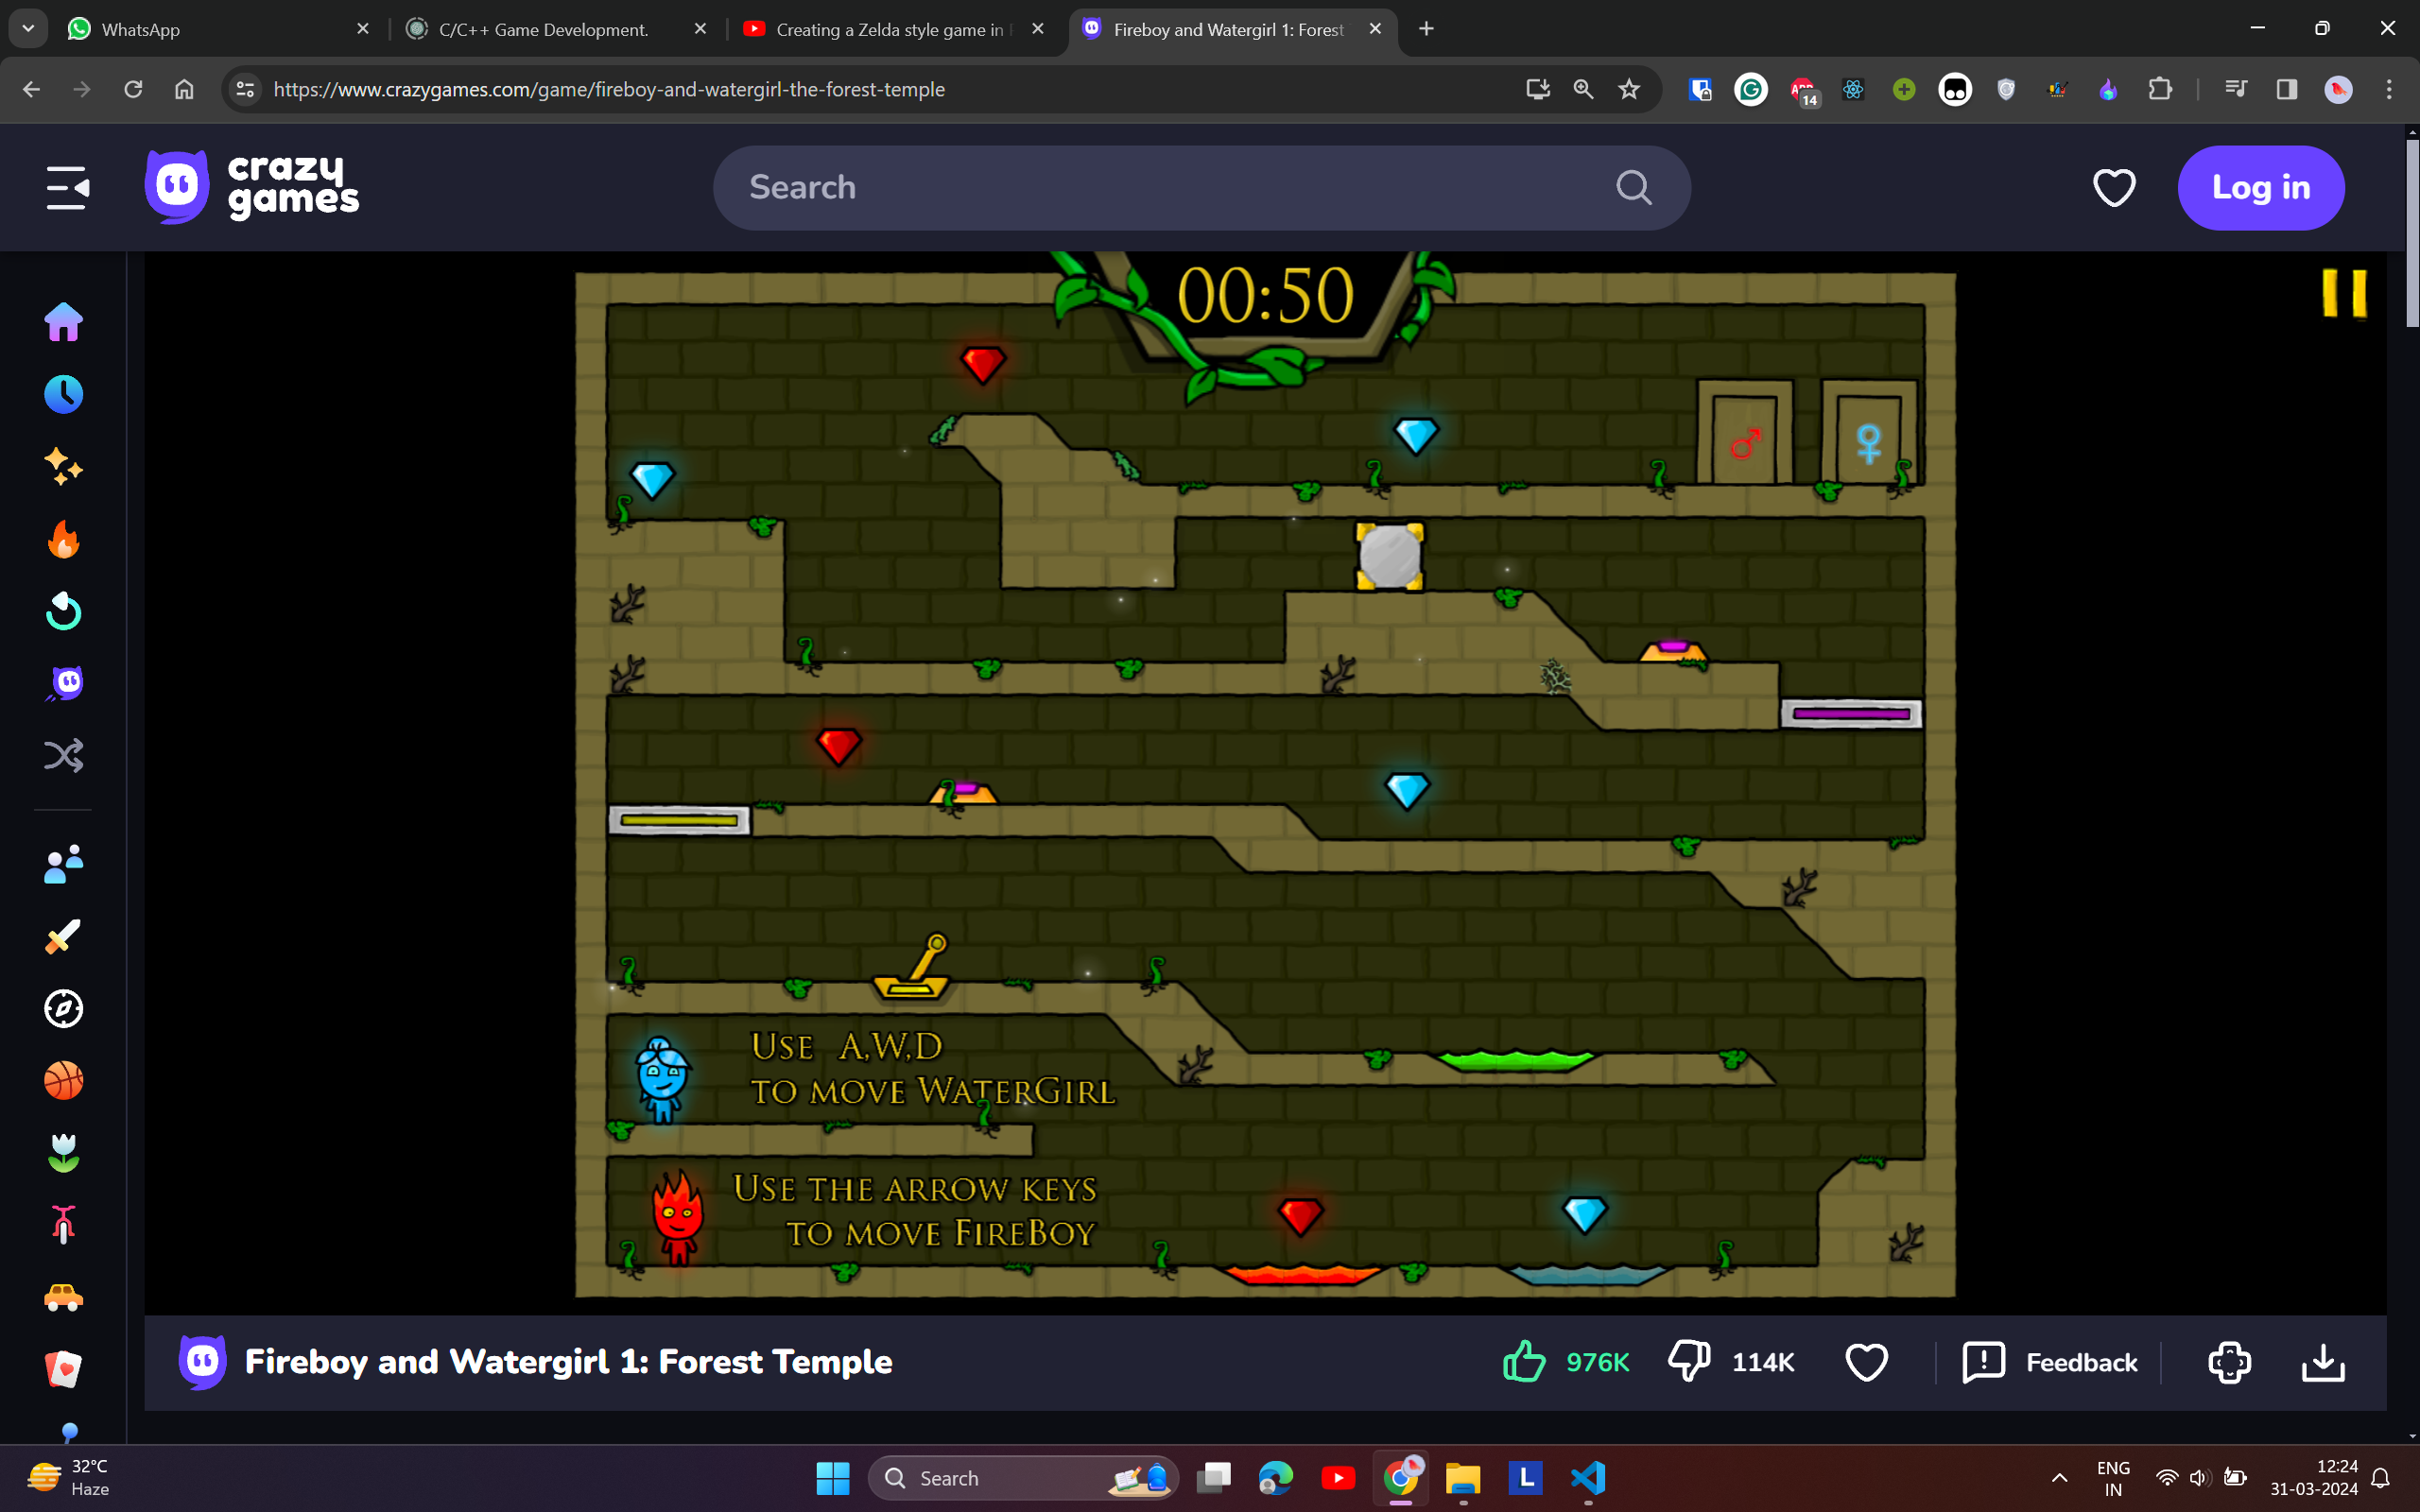 WhatsApp
C/C++ Game Development.
Creating a Zelda style game in
Fireboy and Watergirl 1: Forest
https://www.crazygames.com/game/fireboy-and-watergirl-the-forest-temple
14
crazy
games
Search
Log in
00:50
USE A,W,D
TO MOVE WATERGIRL
USE THE ARROW KEYS
TO MOVE FIREBOY
Fireboy and Watergirl 1: Forest Temple
976K
114K
Feedback
32°C
Haze
Search
L
ENG
IN
12:24
31-03-2024